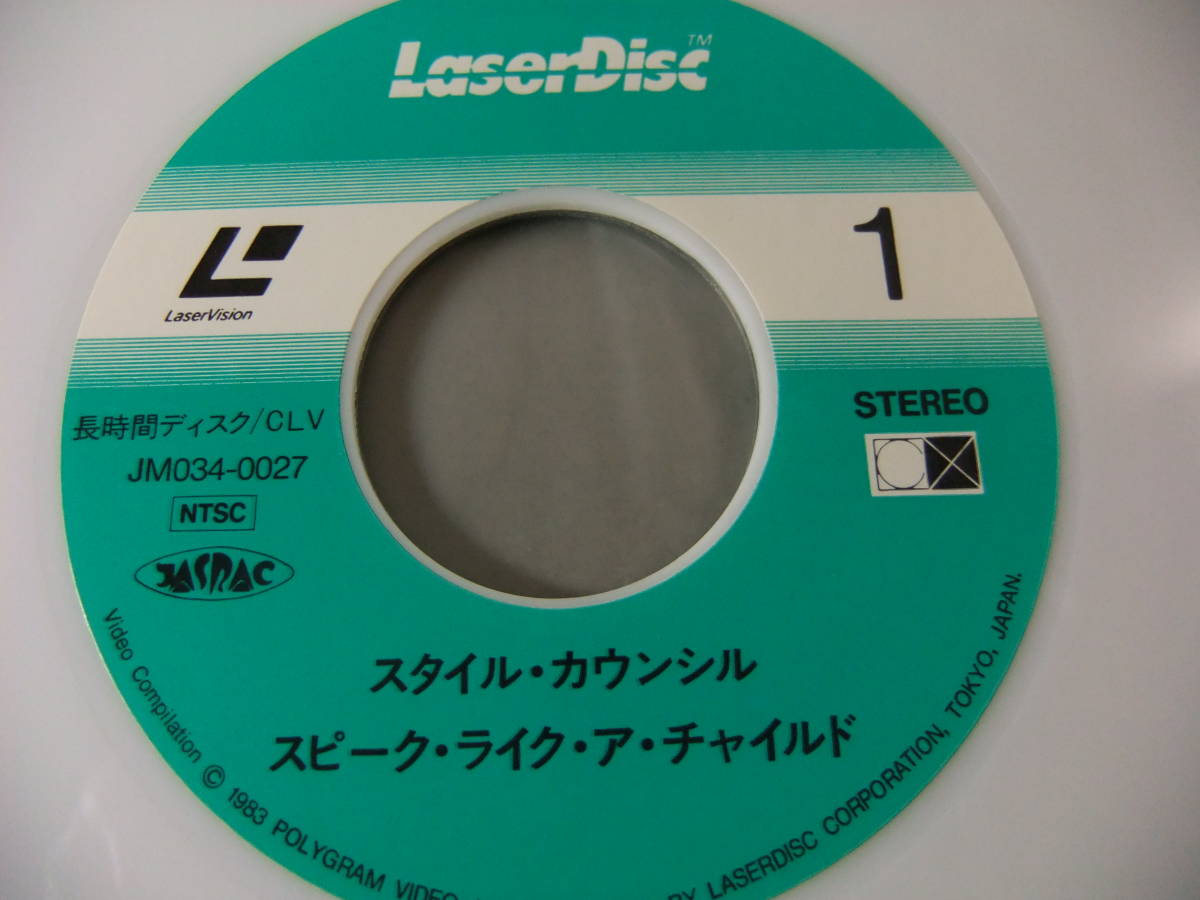 LaserDisc™
LaserVision
1
長時間ディスク/CLV
JM034-0027
NTSC
JASRAC
STEREO
スタイル・カウンシル
スピーク・ライク・ア・チャイルド
Video Compilation © 1983 POLYGRAM VIDEO
BY LASERDISC CORPORATION, TOKYO, JAPAN.